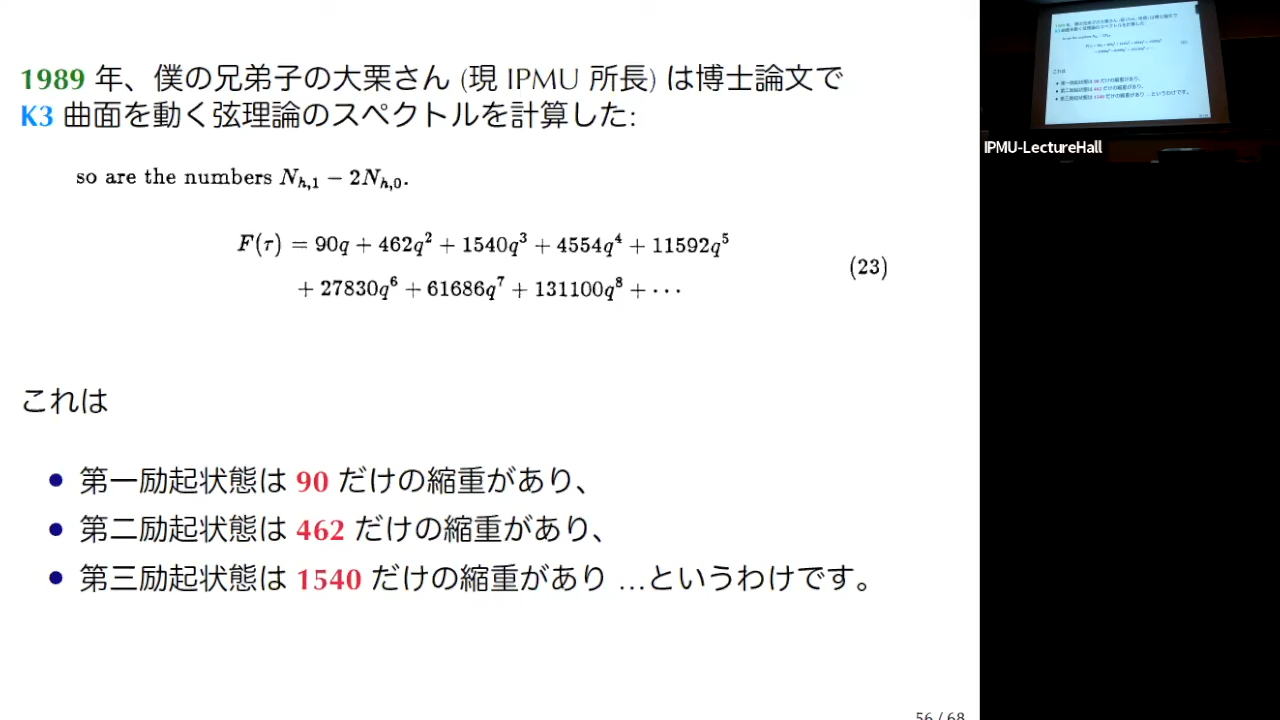 1989 年、僕の兄弟子の大栗さん (現 IPMU 所長) は博士論文で
K3 曲面を動く弦理論のスペクトルを計算した:
so are the numbers N_{h,1} − 2N_{h,0}.
F(τ) = 90q + 462q² + 1540q³ + 4554q⁴ + 11592q⁵
+ 27830q⁶ + 61686q⁷ + 131100q⁸ + ⋯
(23)
これは
• 第一励起状態は 90 だけの縮重があり、
• 第二励起状態は 462 だけの縮重があり、
• 第三励起状態は 1540 だけの縮重があり …というわけです。
56 / 68
IPMU-LectureHall